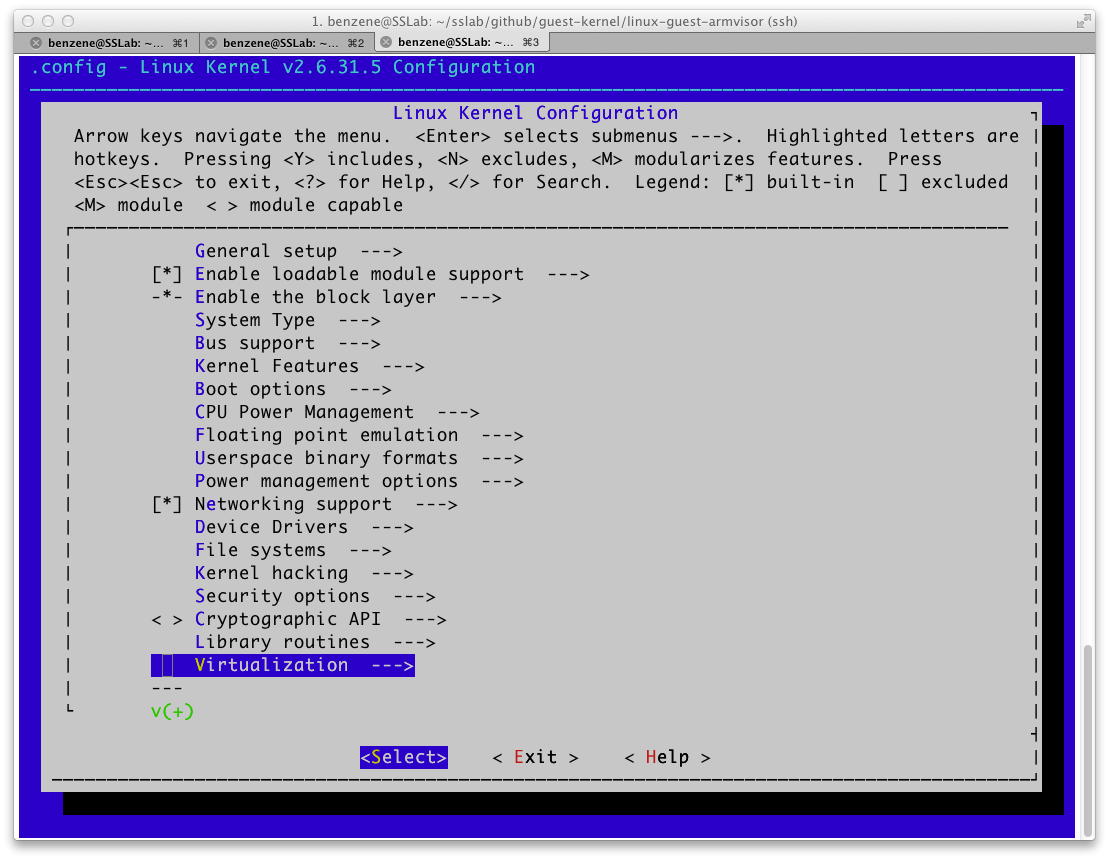 1. benzene@SSLab: ~/sslab/github/guest-kernel/linux-guest-armvisor (ssh)
benzene@SSLab: ~... ⌘1 benzene@SSLab: ~... ⌘2 benzene@SSLab: ~... ⌘3
.config - Linux Kernel v2.6.31.5 Configuration
Linux Kernel Configuration
Arrow keys navigate the menu. <Enter> selects submenus --->. Highlighted letters are
hotkeys. Pressing <Y> includes, <N> excludes, <M> modularizes features. Press
<Esc><Esc> to exit, <?> for Help, </> for Search. Legend: [*] built-in [ ] excluded
<M> module < > module capable
General setup --->
[*] Enable loadable module support --->
-*- Enable the block layer --->
System Type --->
Bus support --->
Kernel Features --->
Boot options --->
CPU Power Management --->
Floating point emulation --->
Userspace binary formats --->
Power management options --->
[*] Networking support --->
Device Drivers --->
File systems --->
Kernel hacking --->
Security options --->
< > Cryptographic API --->
Library routines --->
Virtualization --->
---
v(+)
<Select> < Exit > < Help >